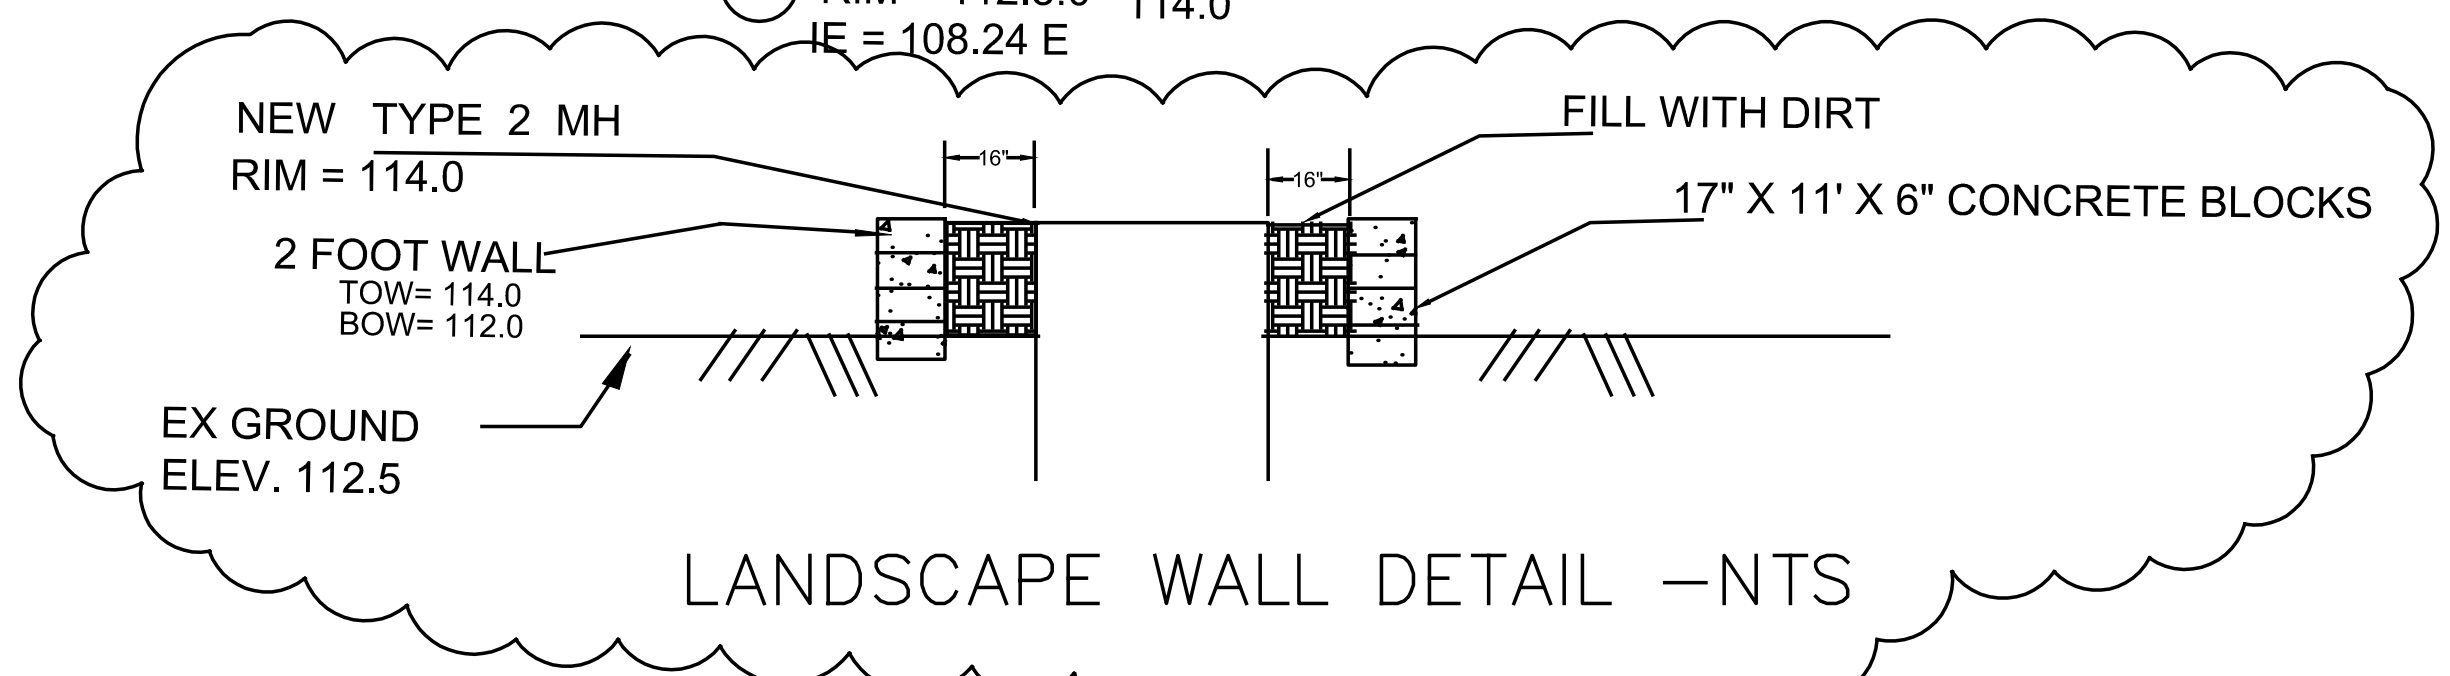 IE = 108.24 E
NEW TYPE 2 MH
RIM = 114.0
2 FOOT WALL
TOW= 114.0
BOW= 112.0
EX GROUND
ELEV. 112.5
16"
16"
FILL WITH DIRT
17" X 11' X 6" CONCRETE BLOCKS
LANDSCAPE WALL DETAIL -NTS